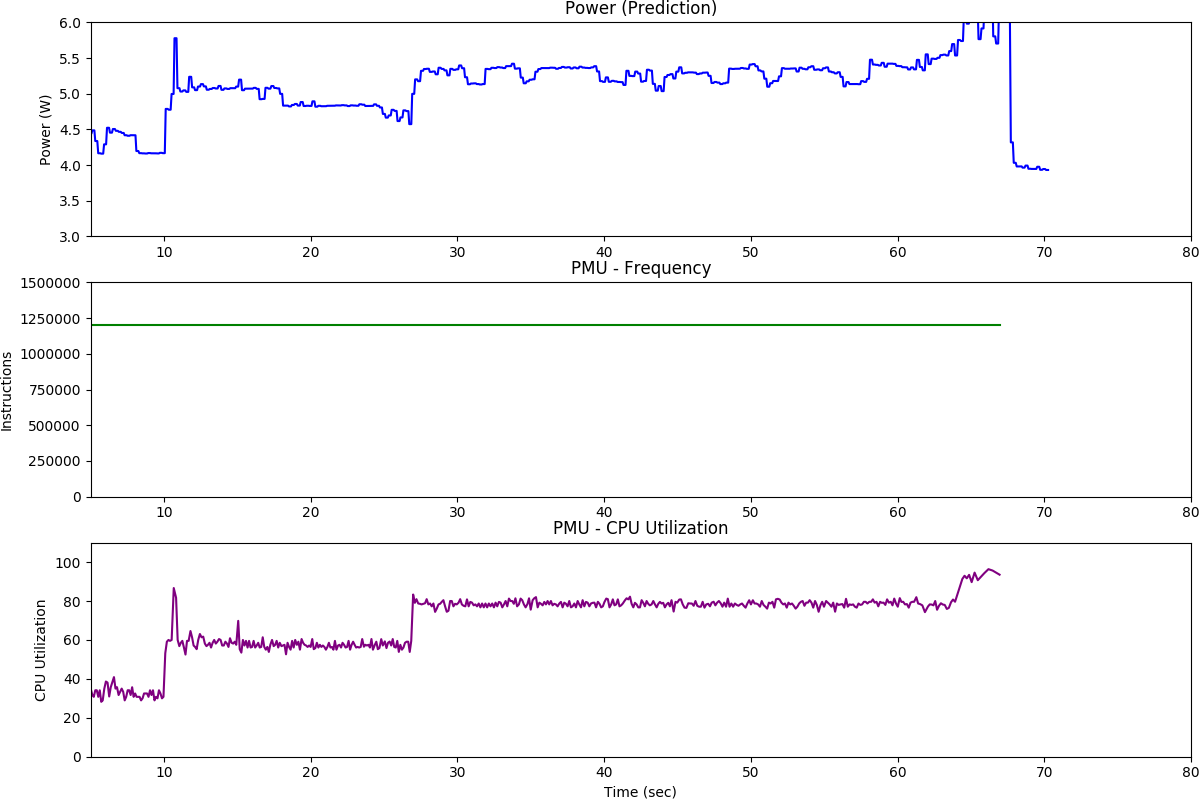 Power (Prediction)
Power (W)
6.0
5.5
5.0
4.5
4.0
3.5
3.0
10 20 30 40 50 60 70 80
PMU - Frequency
Instructions
1500000
1250000
1000000
750000
500000
250000
0
10 20 30 40 50 60 70 80
PMU - CPU Utilization
CPU Utilization
100
80
60
40
20
0
10 20 30 40 50 60 70 80
Time (sec)